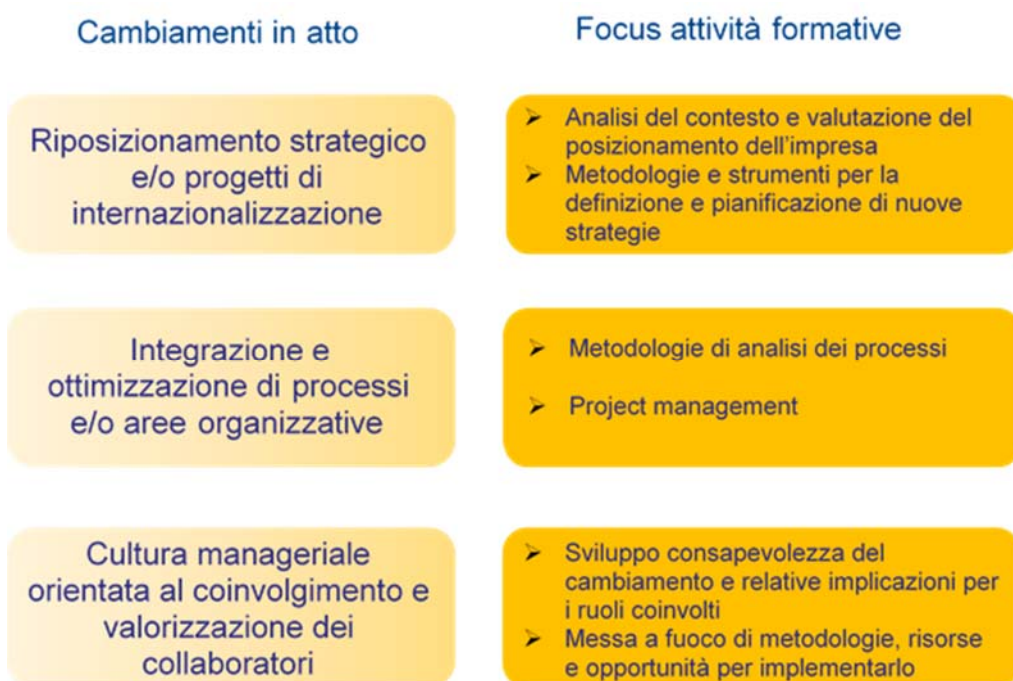 Cambiamenti in atto
Focus attività formative
Riposizionamento strategico
e/o progetti di
internazionalizzazione
➢ Analisi del contesto e valutazione del
posizionamento dell'impresa
➢ Metodologie e strumenti per la
definizione e pianificazione di nuove
strategie
Integrazione e
ottimizzazione di processi
e/o aree organizzative
➢ Metodologie di analisi dei processi
➢ Project management
Cultura manageriale
orientata al coinvolgimento e
valorizzazione dei
collaboratori
➢ Sviluppo consapevolezza del
cambiamento e relative implicazioni per
i ruoli coinvolti
➢ Messa a fuoco di metodologie, risorse
e opportunità per implementarlo